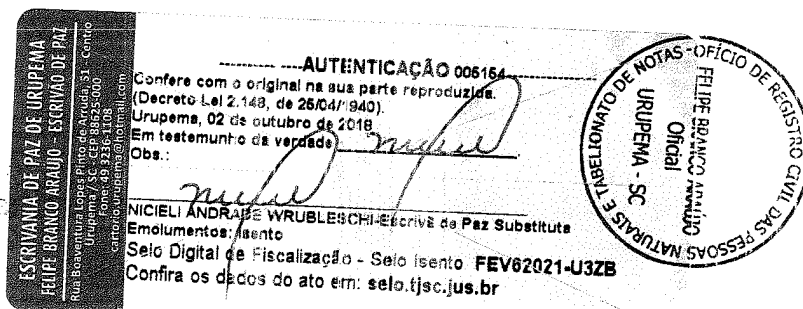 ESCRIVANIA DE PAZ DE URUPEMA
FELIPE BRANCO ARAUJO - ESCRIVÃO DE PAZ
Rua Boaventura Lopes Pinto de Arruda, 51 - Centro
Urupema / SC - CEP 88625-000
Fone: 49 3236-1108
cartorio.urupema@hotmail.com
----------- ----AUTENTICAÇÃO 005154-----------
Confere com o original na sua parte reproduzida.
(Decreto Lei 2.148, de 25/04/1940).
Urupema, 02 de outubro de 2018
Em testemunho da verdade
Obs.:
NICIELI ANDRADE WRUBLESCHI-Escrivã de Paz Substituta
Emolumentos: Isento
Selo Digital de Fiscalização - Selo Isento FEV62021-U3ZB
Confira os dados do ato em: selo.tjsc.jus.br
TABELIONATO DE NOTAS - OFÍCIO DE REGISTRO CIVIL DAS PESSOAS NATURAIS E
FELIPE BRANCO ARAÚJO
Oficial
URUPEMA - SC